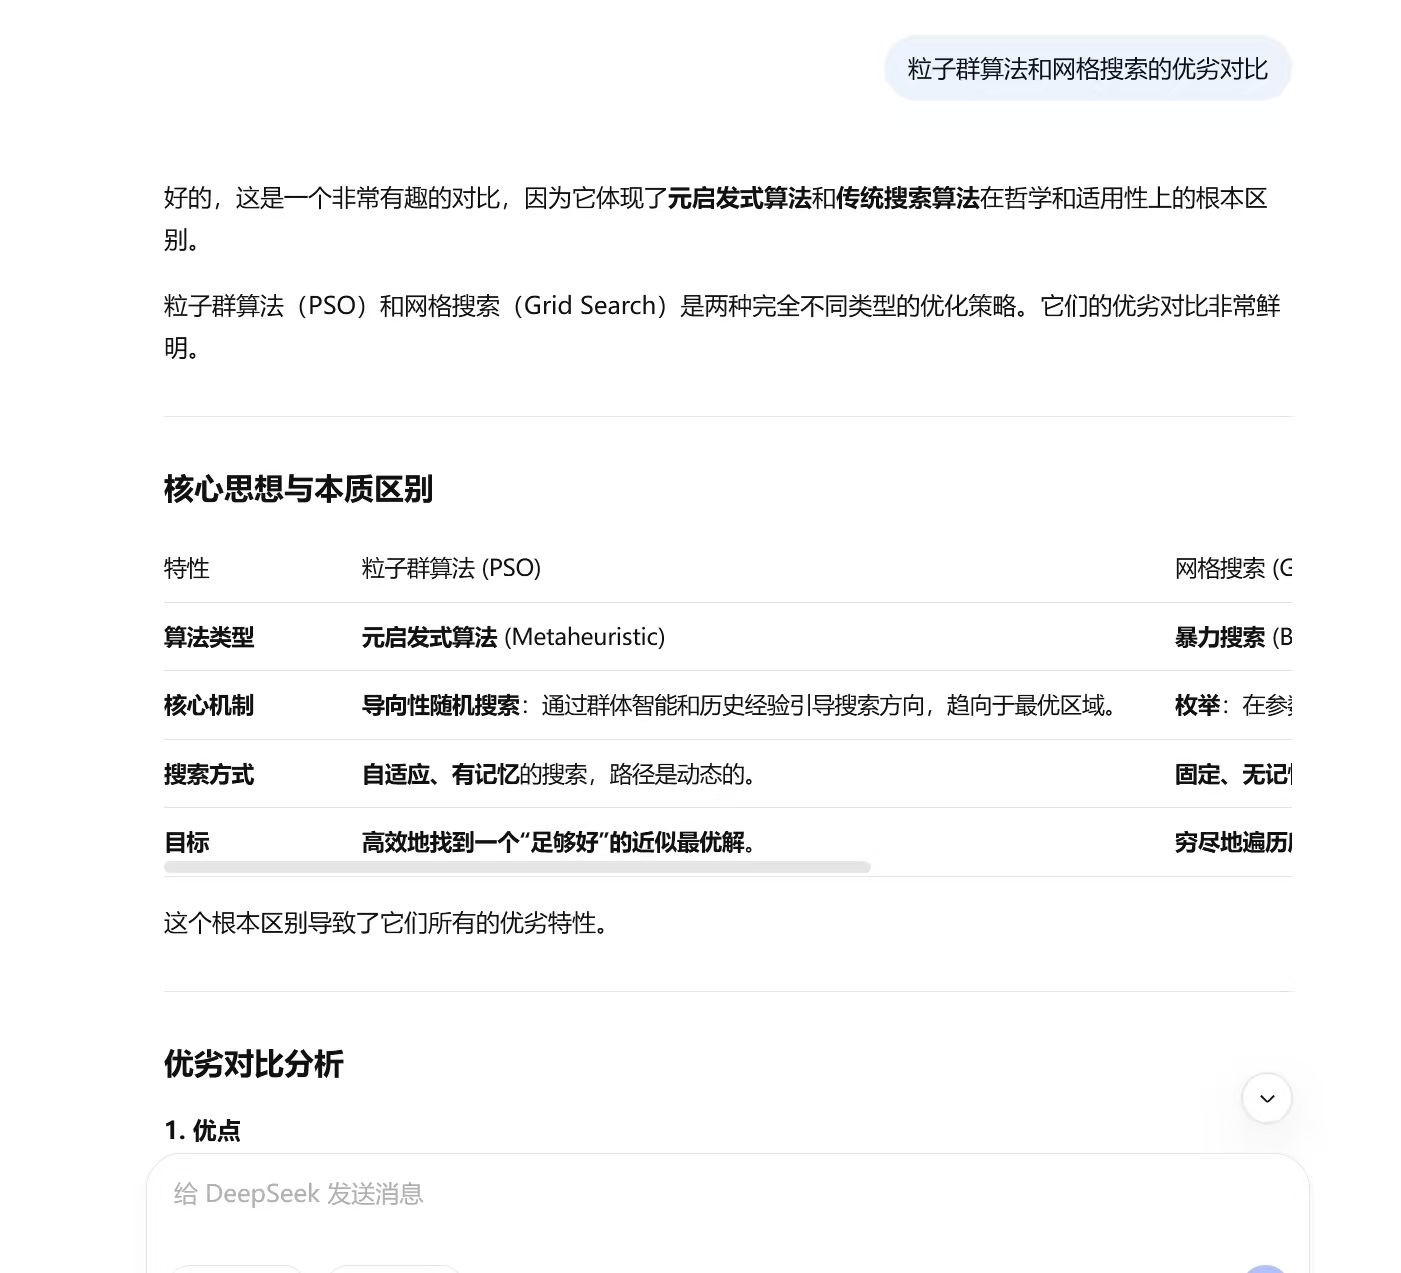 粒子群算法和网格搜索的优劣对比
好的，这是一个非常有趣的对比，因为它体现了元启发式算法和传统搜索算法在哲学和适用性上的根本区
别。
粒子群算法（PSO）和网格搜索（Grid Search）是两种完全不同类型的优化策略。它们的优劣对比非常鲜
明。
核心思想与本质区别
特性 粒子群算法 (PSO) 网格搜索 (G
算法类型 元启发式算法 (Metaheuristic) 暴力搜索 (B
核心机制 导向性随机搜索：通过群体智能和历史经验引导搜索方向，趋向于最优区域。 枚举：在参
搜索方式 自适应、有记忆的搜索，路径是动态的。 固定、无记
目标 高效地找到一个“足够好”的近似最优解。 穷尽地遍历
这个根本区别导致了它们所有的优劣特性。
优劣对比分析
1. 优点
给 DeepSeek 发送消息